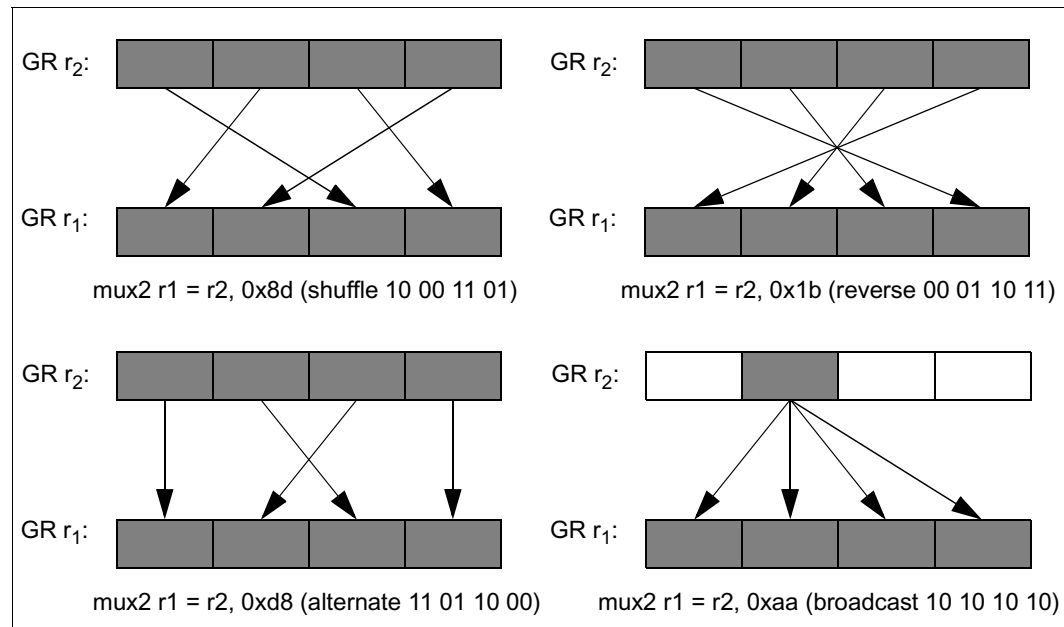 GR r2:
GR r1:
mux2 r1 = r2, 0x8d (shuffle 10 00 11 01)
GR r2:
GR r1:
mux2 r1 = r2, 0x1b (reverse 00 01 10 11)
GR r2:
GR r1:
mux2 r1 = r2, 0xd8 (alternate 11 01 10 00)
GR r2:
GR r1:
mux2 r1 = r2, 0xaa (broadcast 10 10 10 10)